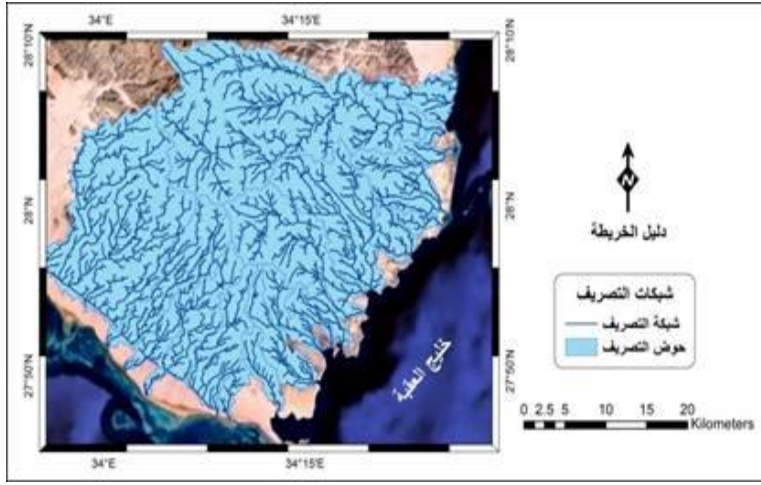 34°E 34°15'E
28°10'N 28°10'N
28°N 28°N
27°50'N 27°50'N
34°E 34°15'E
خليج العقبة
N
دليل الخريطة
شبكات التصريف
شبكة التصريف
حوض التصريف
0 2.5 5 10 15 20
Kilometers